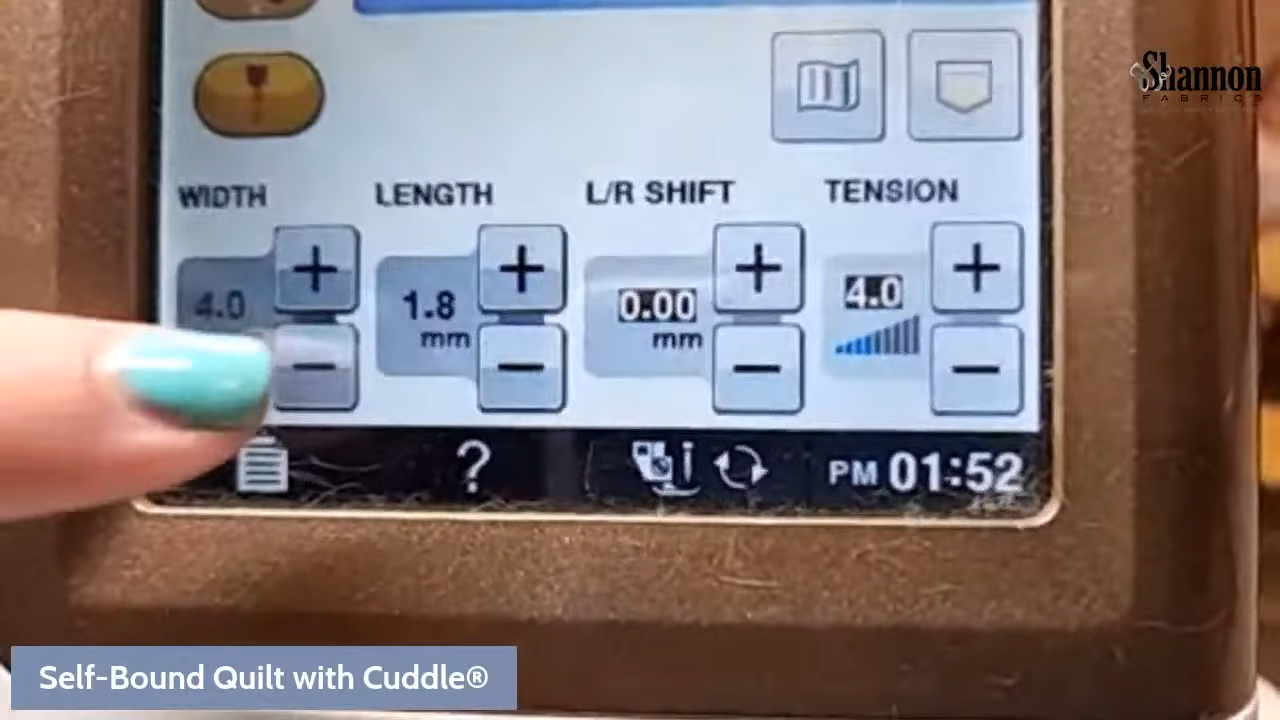 Shannon
FABRICS
WIDTH LENGTH L/R SHIFT TENSION
4.0 1.8 0.00 4.0
mm mm
?
PM 01:52
Self-Bound Quilt with Cuddle®